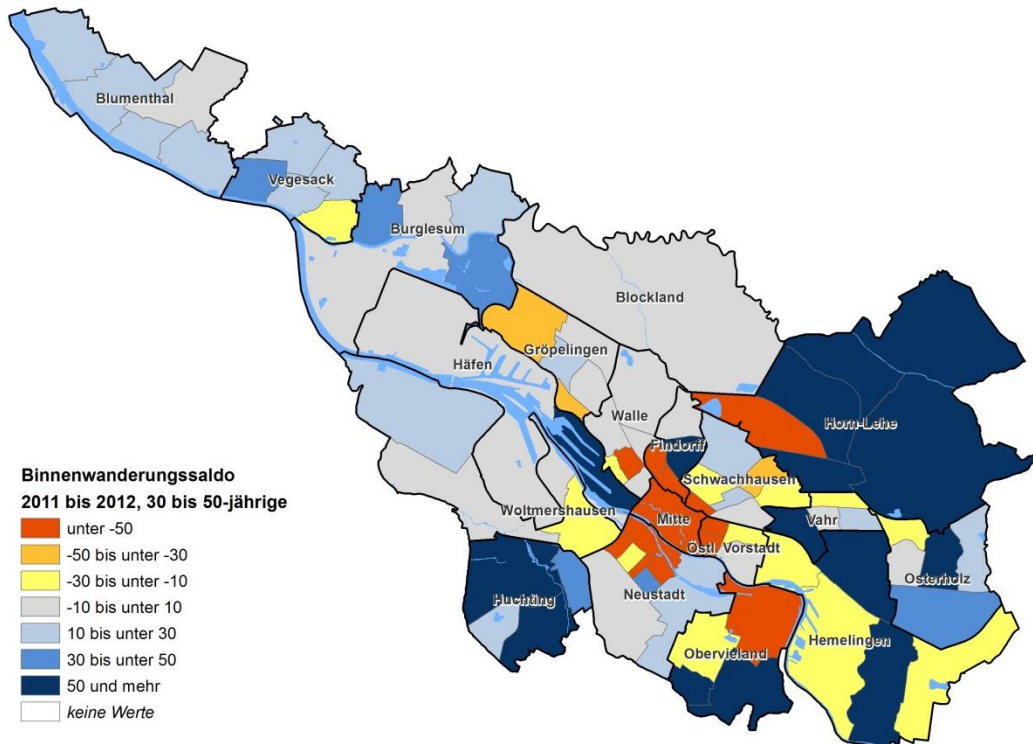 Blumenthal
Vegesack
Burglesum
Blockland
Gröpelingen
Häfen
Walle
Horn-Lehe
Findorff
Schwachhausen
Woltmershausen
Mitte
Vahr
Östl. Vorstadt
Osterholz
Neustadt
Huchting
Hemelingen
Obervieland
Binnenwanderungssaldo
2011 bis 2012, 30 bis 50-jährige
unter -50
-50 bis unter -30
-30 bis unter -10
-10 bis unter 10
10 bis unter 30
30 bis unter 50
50 und mehr
keine Werte